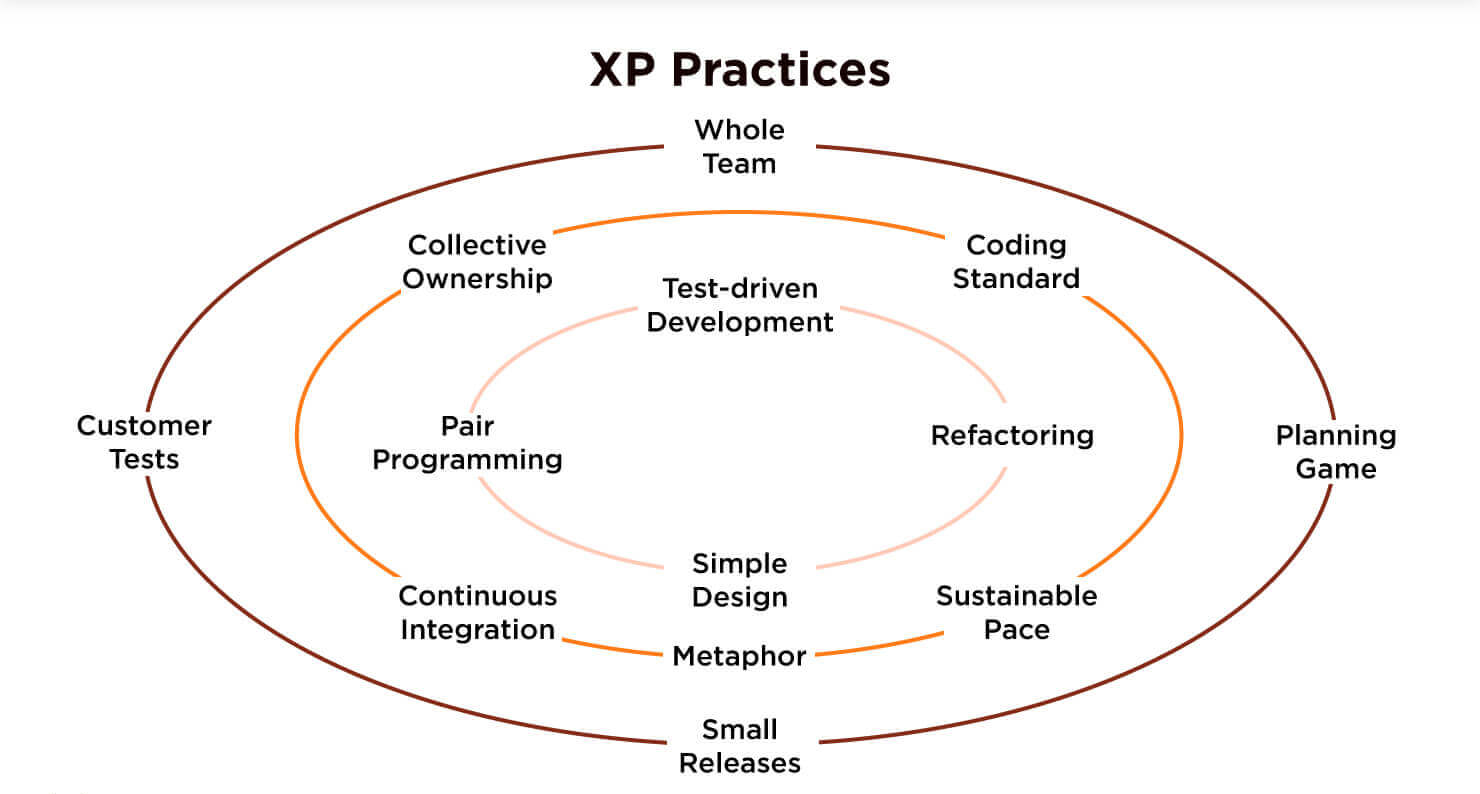 XP Practices
Whole
Team
Collective
Ownership
Coding
Standard
Test-driven
Development
Customer
Tests
Pair
Programming
Refactoring
Planning
Game
Simple
Design
Continuous
Integration
Sustainable
Pace
Metaphor
Small
Releases